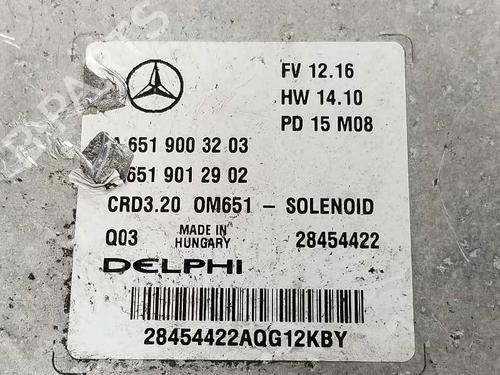 FV 12.16
HW 14.10
PD 15 M08
A 651 900 32 03
651 901 29 02
CRD3.20 OM651 - SOLENOID
Q03 MADE IN HUNGARY 28454422
DELPHI
28454422AQG12KBY